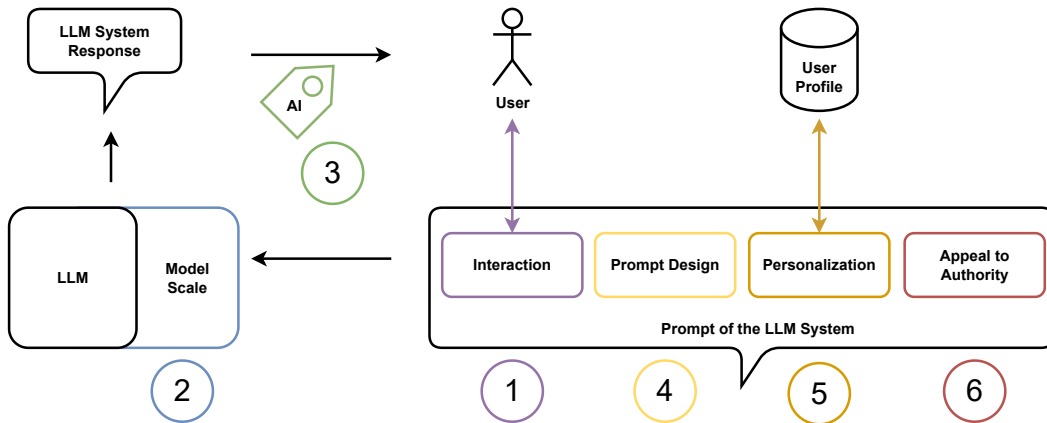 LLM System
Response
AI
3
User
User
Profile
LLM
Model
Scale
2
Interaction
Prompt Design
Personalization
Appeal to
Authority
Prompt of the LLM System
1
4
5
6